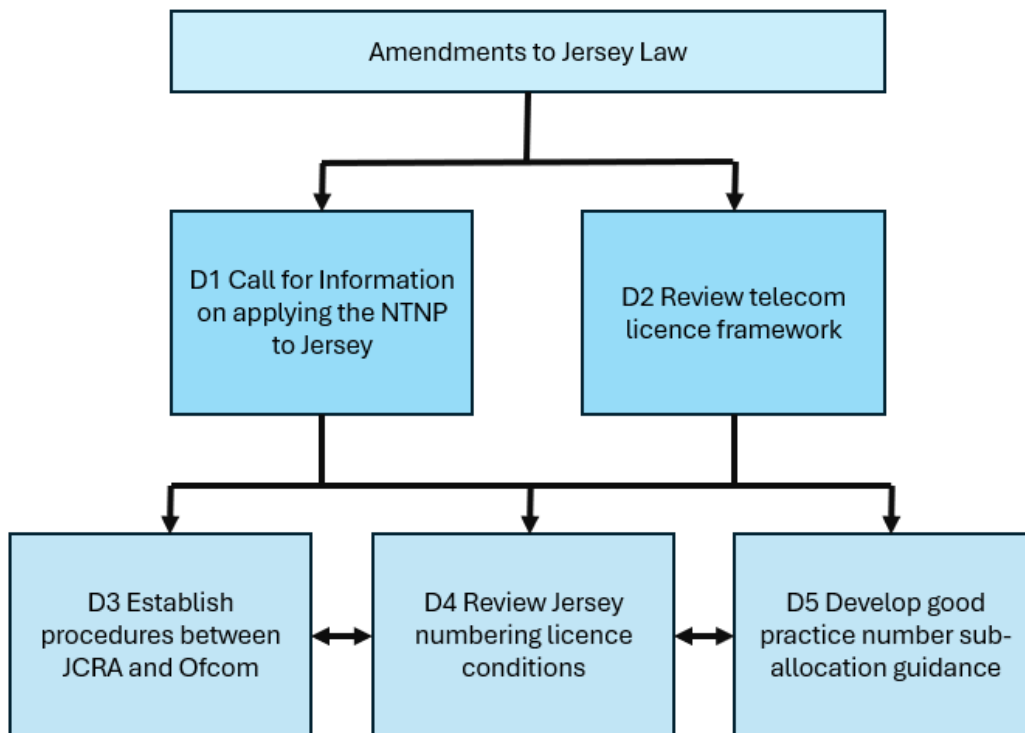 Amendments to Jersey Law
D1 Call for Information
on applying the NTNP
to Jersey
D2 Review telecom
licence framework
D3 Establish
procedures between
JCRA and Ofcom
D4 Review Jersey
numbering licence
conditions
D5 Develop good
practice number sub-
allocation guidance